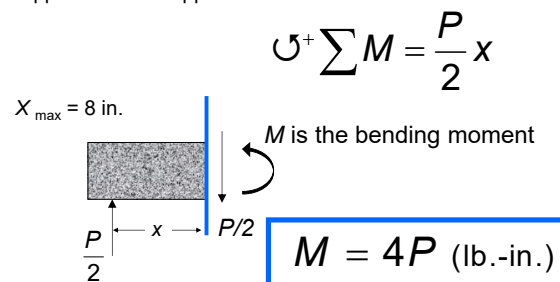 ↺⁺ ∑ M = P/2 x
X max = 8 in.
M is the bending moment
x
P/2
P/2
M = 4P (lb.-in.)